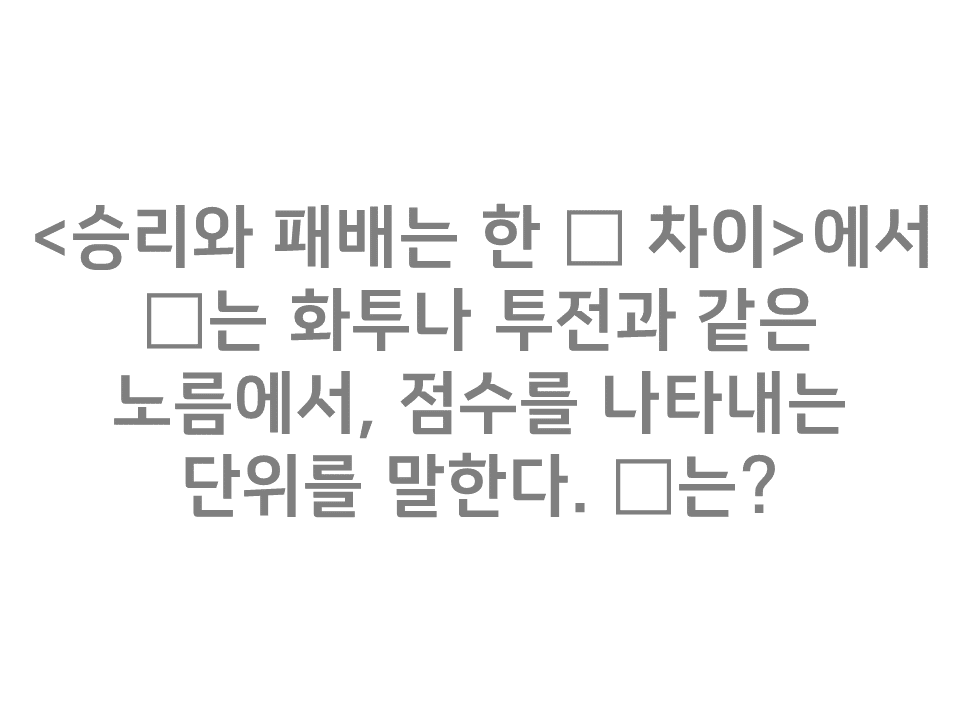 <승리와 패배는 한 □ 차이>에서
□는 화투나 투전과 같은
노름에서, 점수를 나타내는
단위를 말한다. □는?